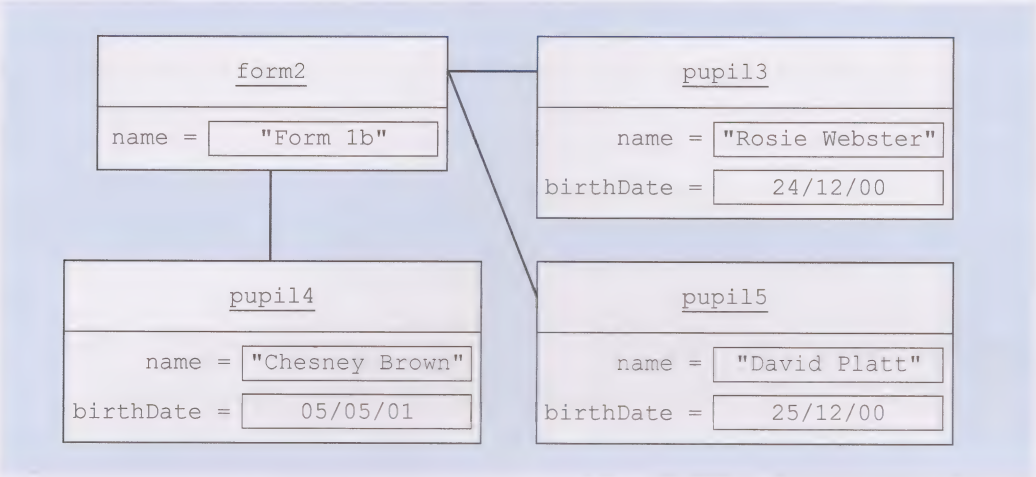 form2
name = "Form 1b"
pupil3
name = "Rosie Webster"
birthDate = 24/12/00
pupil4
name = "Chesney Brown"
birthDate = 05/05/01
pupil5
name = "David Platt"
birthDate = 25/12/00